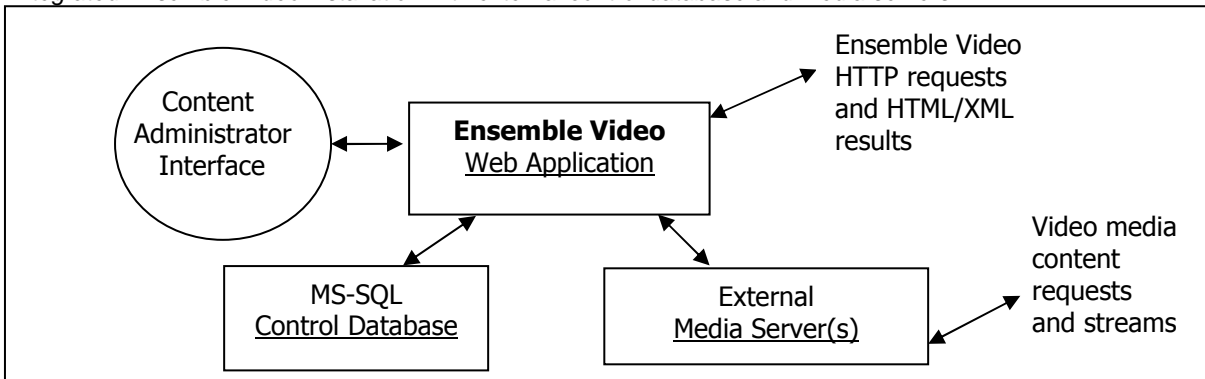 Content
Administrator
Interface
Ensemble Video
Web Application
Ensemble Video
HTTP requests
and HTML/XML
results
MS-SQL
Control Database
External
Media Server(s)
Video media
content
requests
and streams